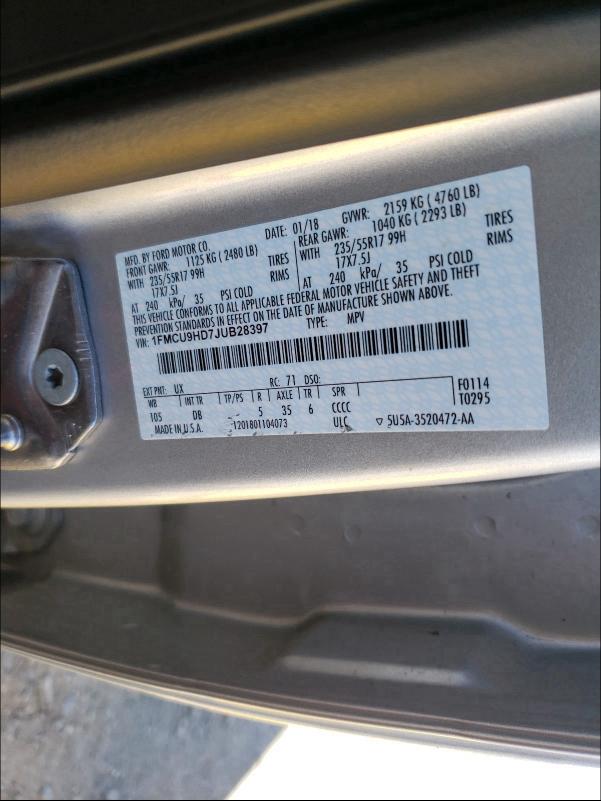 MFD. BY FORD MOTOR CO. DATE: 01/18 GVWR: 2159 KG ( 4760 LB)
FRONT GAWR: 1125 KG ( 2480 LB) REAR GAWR: 1040 KG ( 2293 LB)
WITH 235/55R17 99H TIRES WITH 235/55R17 99H TIRES
17X7.5J RIMS 17X7.5J RIMS
AT 240 kPa/ 35 PSI COLD AT 240 kPa/ 35 PSI COLD
THIS VEHICLE CONFORMS TO ALL APPLICABLE FEDERAL MOTOR VEHICLE SAFETY AND THEFT
PREVENTION STANDARDS IN EFFECT ON THE DATE OF MANUFACTURE SHOWN ABOVE.
VIN: 1FMCU9HD7JUB28397 TYPE: MPV
EXT PNT: UX RC: 71 DSO:
WB INT TR TP/PS R AXLE TR SPR F0114
105 DB 5 35 6 CCCC T0295
MADE IN U.S.A. 1201801104073 ULC ▽ 5U5A-3520472-AA